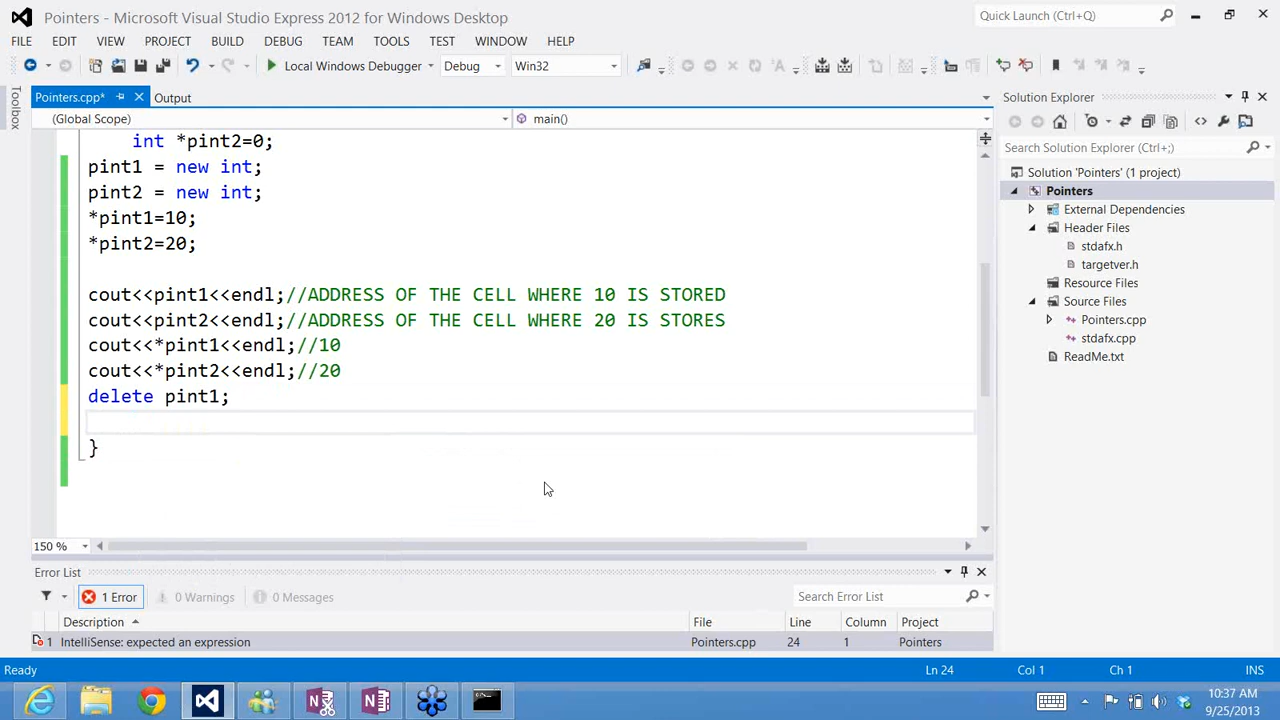 Pointers - Microsoft Visual Studio Express 2012 for Windows Desktop
Quick Launch (Ctrl+Q)
FILE EDIT VIEW PROJECT BUILD DEBUG TEAM TOOLS TEST WINDOW HELP
Local Windows Debugger Debug Win32
Toolbox
Pointers.cpp* Output
(Global Scope) main()
int *pint2=0;
pint1 = new int;
pint2 = new int;
*pint1=10;
*pint2=20;
cout<<pint1<<endl;//ADDRESS OF THE CELL WHERE 10 IS STORED
cout<<pint2<<endl;//ADDRESS OF THE CELL WHERE 20 IS STORES
cout<<*pint1<<endl;//10
cout<<*pint2<<endl;//20
delete pint1;
}
150 %
Solution Explorer
Search Solution Explorer (Ctrl+;)
Solution 'Pointers' (1 project)
Pointers
External Dependencies
Header Files
stdafx.h
targetver.h
Resource Files
Source Files
Pointers.cpp
stdafx.cpp
ReadMe.txt
Error List
1 Error 0 Warnings 0 Messages Search Error List
Description File Line Column Project
1 IntelliSense: expected an expression Pointers.cpp 24 1 Pointers
Ready Ln 24 Col 1 Ch 1 INS
10:37 AM
9/25/2013